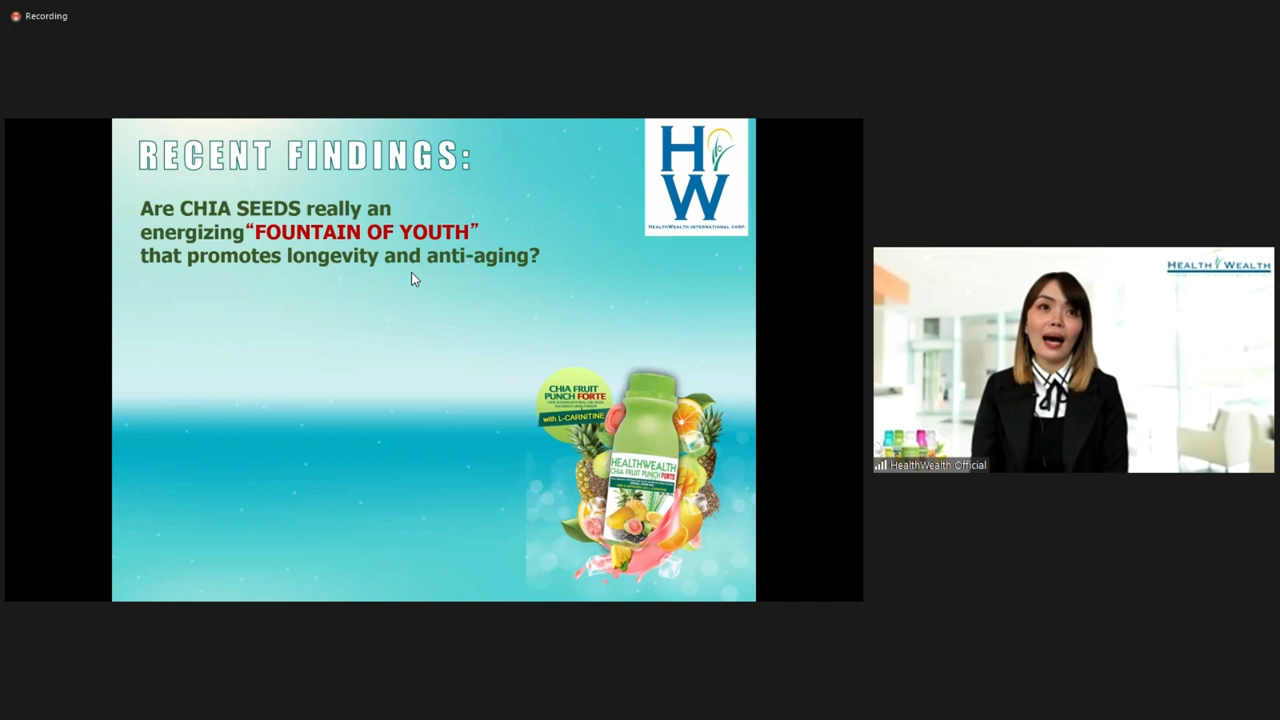 Recording
RECENT FINDINGS:
Are CHIA SEEDS really an
energizing“FOUNTAIN OF YOUTH”
that promotes longevity and anti-aging?
H
W
HEALTHWEALTH INTERNATIONAL CORP.
CHIA FRUIT
PUNCH FORTE
with L-CARNITINE
HEALTHWEALTH
CHIA FRUIT PUNCH FORTE
HEALTH WEALTH
HealthWealth Official